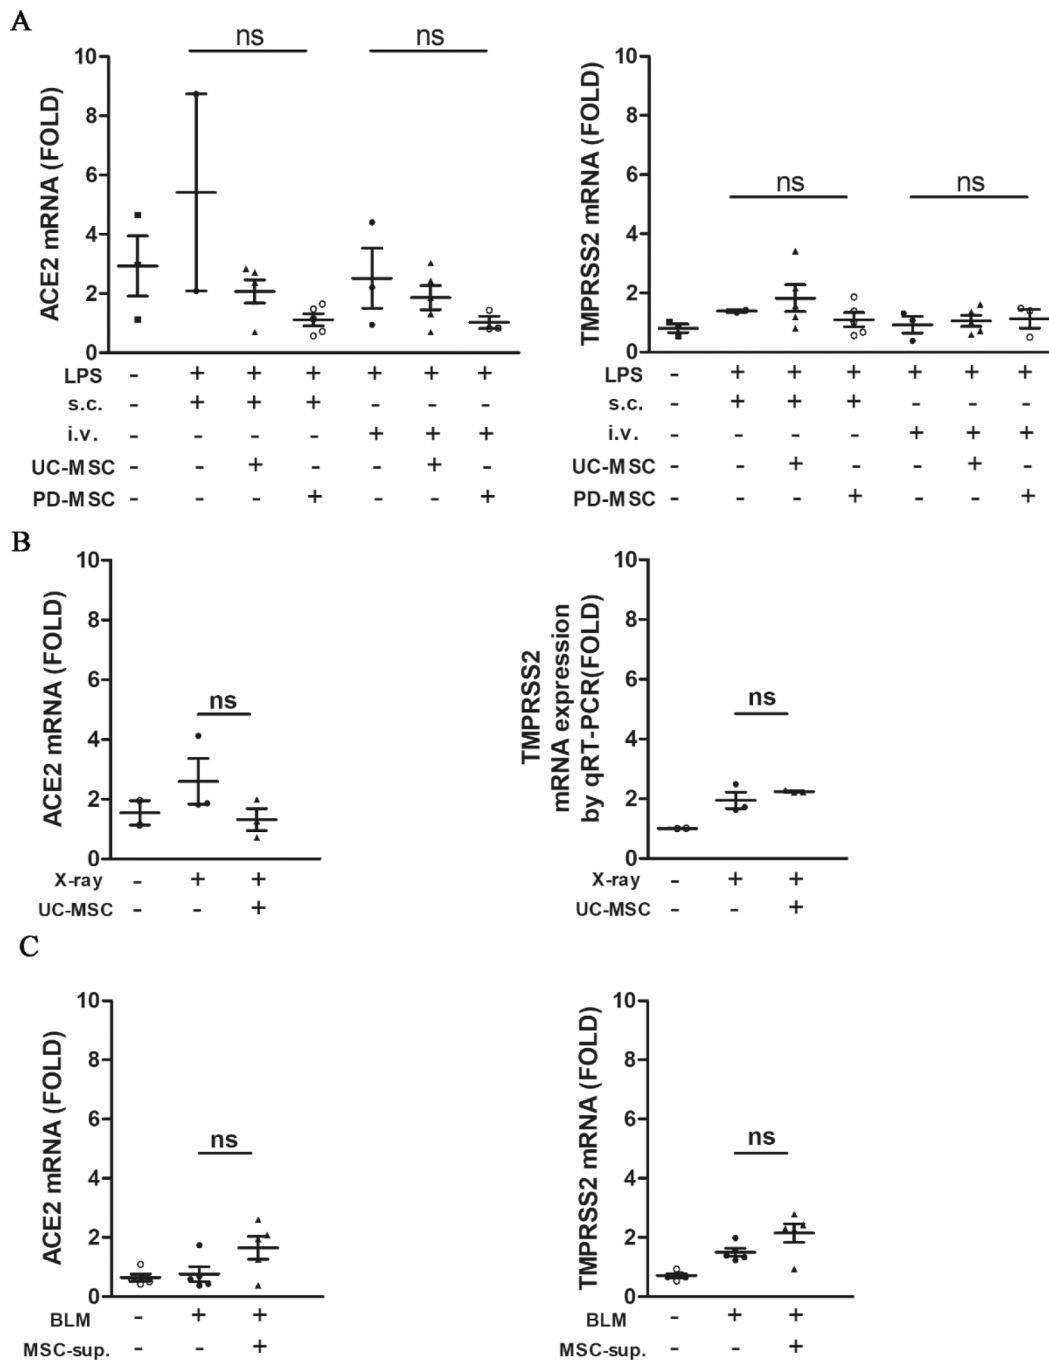 A
ns ns
10
8
6
4
2
0
ACE2 mRNA (FOLD)
LPS - + + + + + +
s.c. - + + + - - -
i.v. - - - - + + +
UC-MSC - - + - - + -
PD-MSC - - - + - - +
ns ns
10
8
6
4
2
0
TMPRSS2 mRNA (FOLD)
LPS - + + + + + +
s.c. - + + + - - -
i.v. - - - - + + +
UC-MSC - - + - - + -
PD-MSC - - - + - - +
B
ns
10
8
6
4
2
0
ACE2 mRNA (FOLD)
X-ray - + +
UC-MSC - - +
ns
10
8
6
4
2
0
TMPRSS2
mRNA expression
by qRT-PCR(FOLD)
X-ray - + +
UC-MSC - - +
C
ns
10
8
6
4
2
0
ACE2 mRNA (FOLD)
BLM - + +
MSC-sup. - - +
ns
10
8
6
4
2
0
TMPRSS2 mRNA (FOLD)
BLM - + +
MSC-sup. - - +